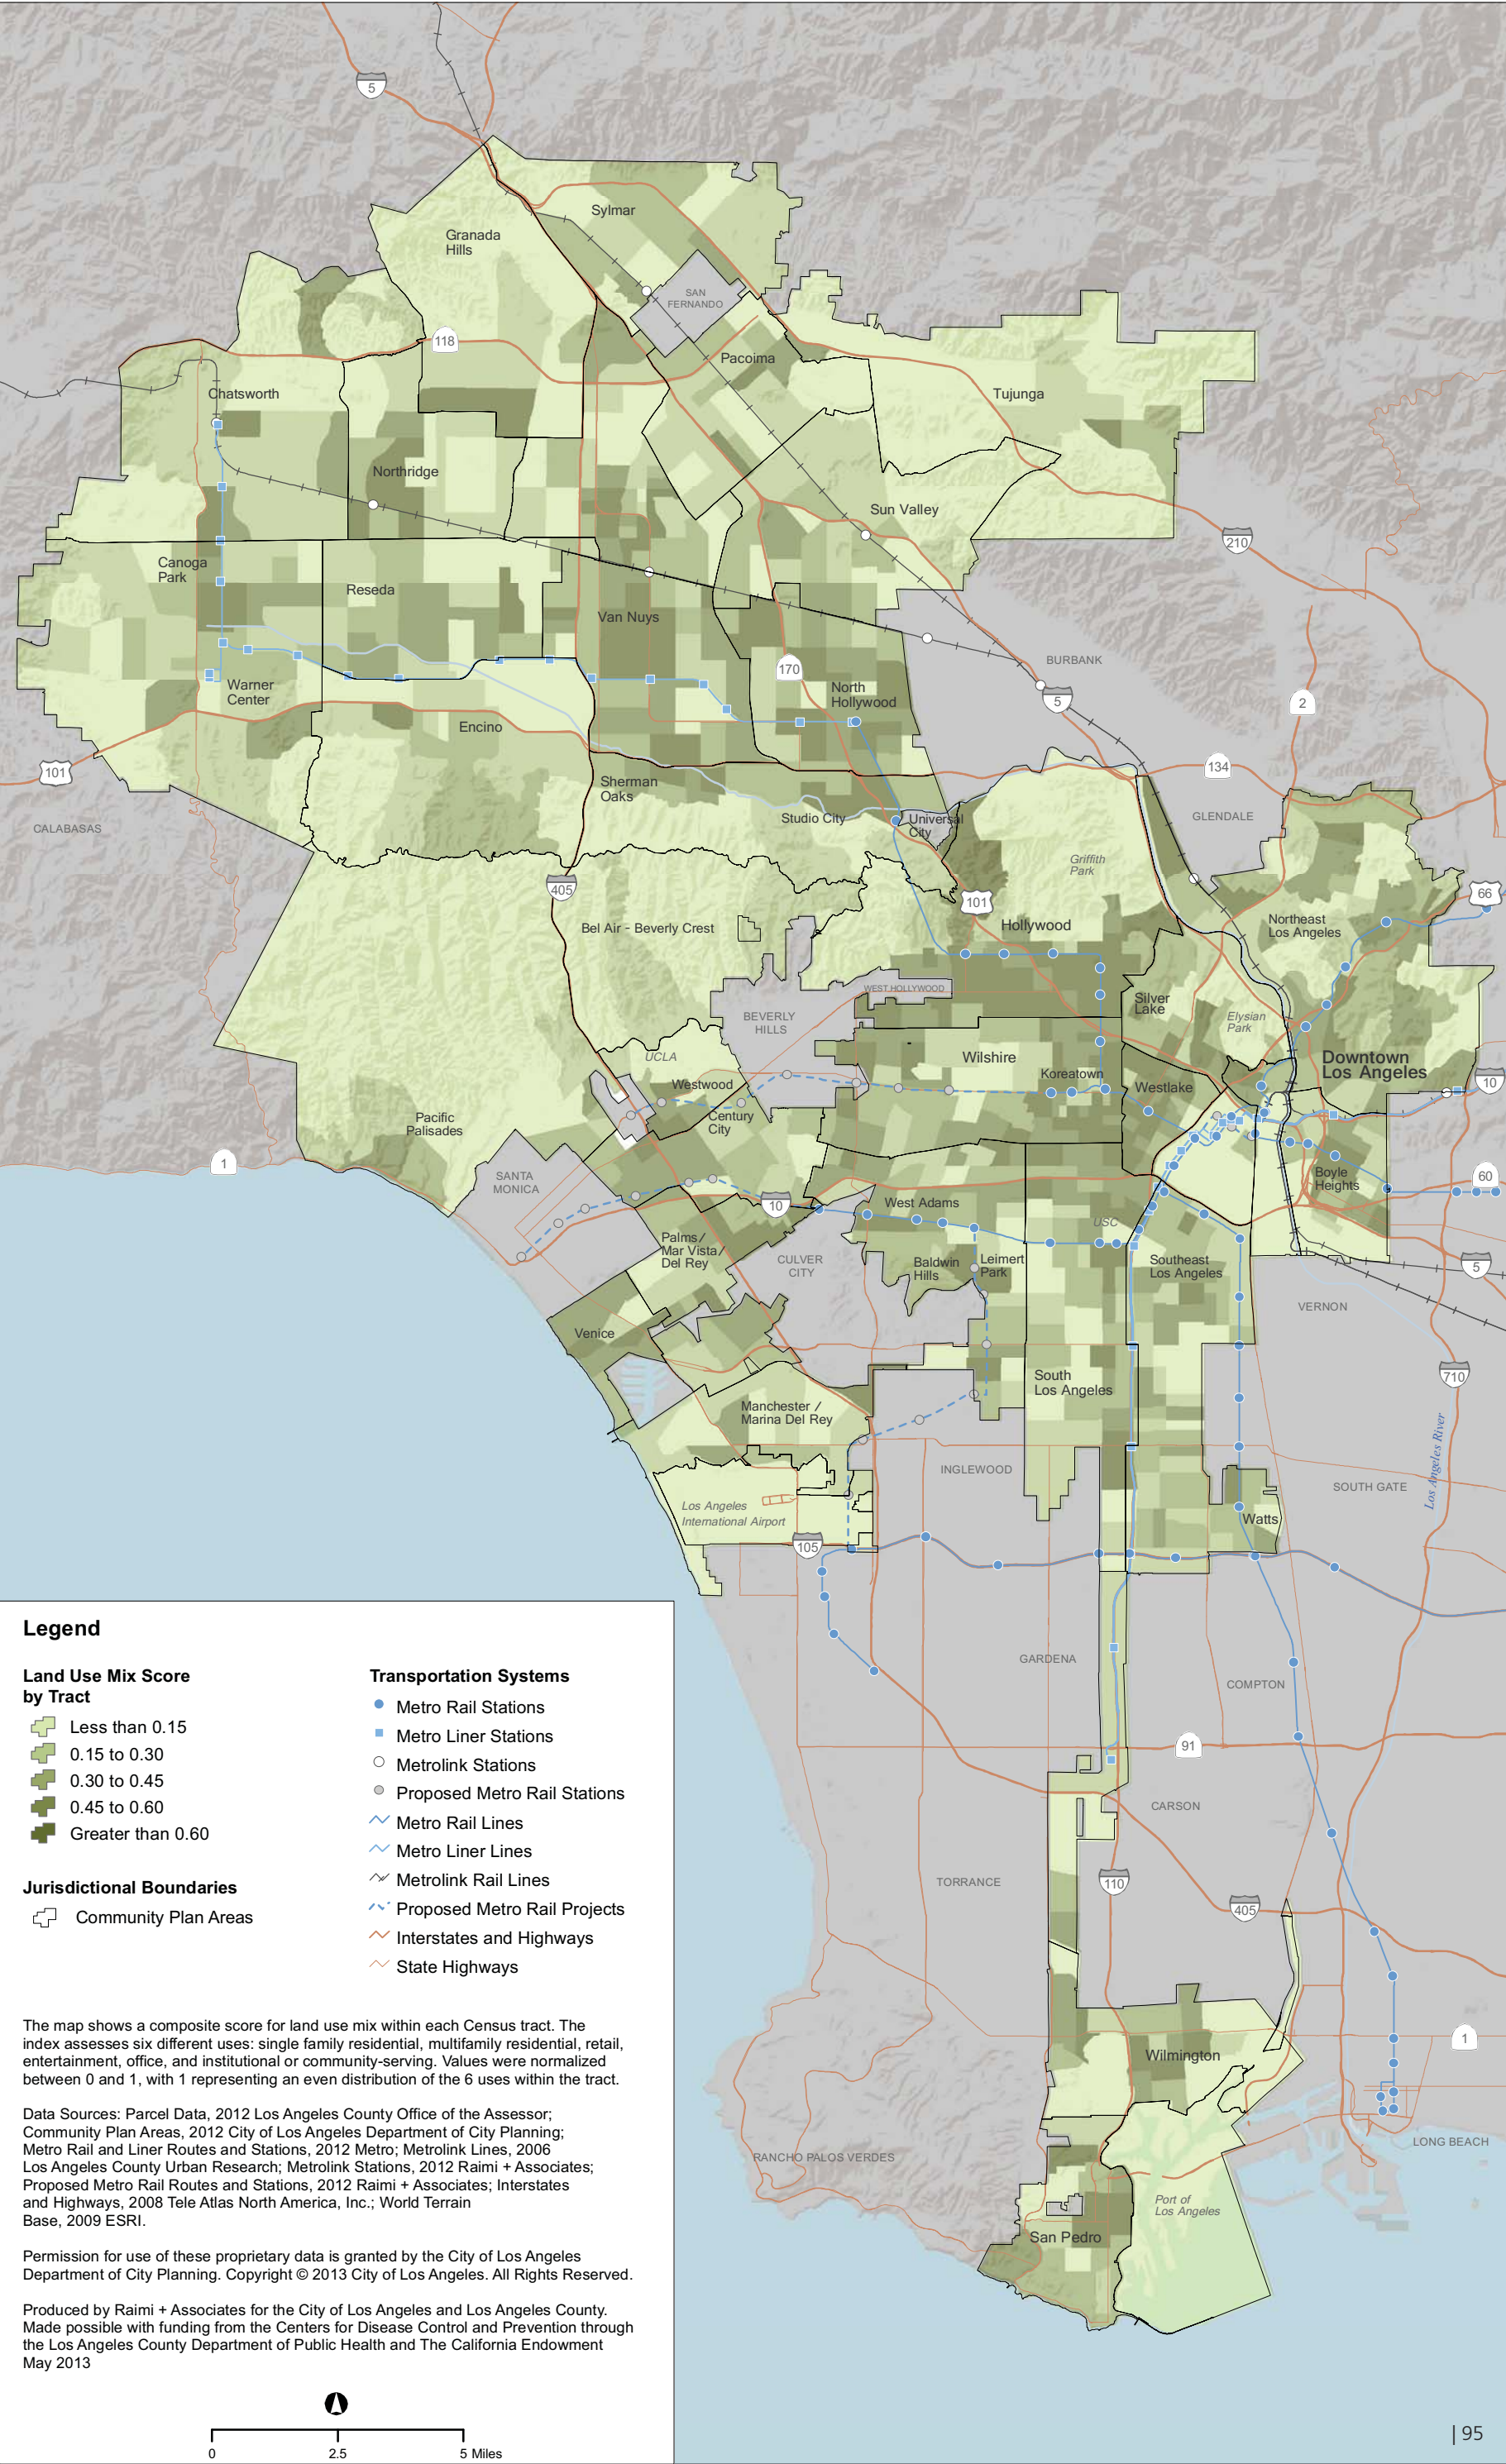 5
Sylmar
Granada
Hills
SAN
FERNANDO
118
Pacoima
Chatsworth
Tujunga
Northridge
Sun Valley
210
Canoga
Park
Reseda
Van Nuys
BURBANK
170
North
Hollywood
5
2
Warner
Center
Encino
101
134
Sherman
Oaks
Studio City
Universal
City
CALABASAS
GLENDALE
Griffith
Park
405
101
66
Hollywood
Northeast
Los Angeles
Bel Air - Beverly Crest
WEST HOLLYWOOD
Silver
Lake
BEVERLY
HILLS
Elysian
Park
UCLA
Wilshire
Downtown
Los Angeles
Koreatown
Westwood
Westlake
10
Century
City
Pacific
Palisades
1
SANTA
MONICA
Boyle
Heights
60
10
West Adams
USC
Palms/
Mar Vista/
Del Rey
CULVER
CITY
Baldwin
Hills
Leimert
Park
Southeast
Los Angeles
5
VERNON
Venice
South
Los Angeles
710
Manchester /
Marina Del Rey
Los Angeles River
INGLEWOOD
SOUTH GATE
Los Angeles
International Airport
Watts
105
GARDENA
COMPTON
91
CARSON
TORRANCE
110
405
1
Wilmington
LONG BEACH
RANCHO PALOS VERDES
Port of
Los Angeles
San Pedro
Legend
Land Use Mix Score
by Tract
Less than 0.15
0.15 to 0.30
0.30 to 0.45
0.45 to 0.60
Greater than 0.60
Jurisdictional Boundaries
Community Plan Areas
Transportation Systems
Metro Rail Stations
Metro Liner Stations
Metrolink Stations
Proposed Metro Rail Stations
Metro Rail Lines
Metro Liner Lines
Metrolink Rail Lines
Proposed Metro Rail Projects
Interstates and Highways
State Highways
The map shows a composite score for land use mix within each Census tract. The
index assesses six different uses: single family residential, multifamily residential, retail,
entertainment, office, and institutional or community-serving. Values were normalized
between 0 and 1, with 1 representing an even distribution of the 6 uses within the tract.
Data Sources: Parcel Data, 2012 Los Angeles County Office of the Assessor;
Community Plan Areas, 2012 City of Los Angeles Department of City Planning;
Metro Rail and Liner Routes and Stations, 2012 Metro; Metrolink Lines, 2006
Los Angeles County Urban Research; Metrolink Stations, 2012 Raimi + Associates;
Proposed Metro Rail Routes and Stations, 2012 Raimi + Associates; Interstates
and Highways, 2008 Tele Atlas North America, Inc.; World Terrain
Base, 2009 ESRI.
Permission for use of these proprietary data is granted by the City of Los Angeles
Department of City Planning. Copyright © 2013 City of Los Angeles. All Rights Reserved.
Produced by Raimi + Associates for the City of Los Angeles and Los Angeles County.
Made possible with funding from the Centers for Disease Control and Prevention through
the Los Angeles County Department of Public Health and The California Endowment
May 2013
0 2.5 5 Miles
| 95